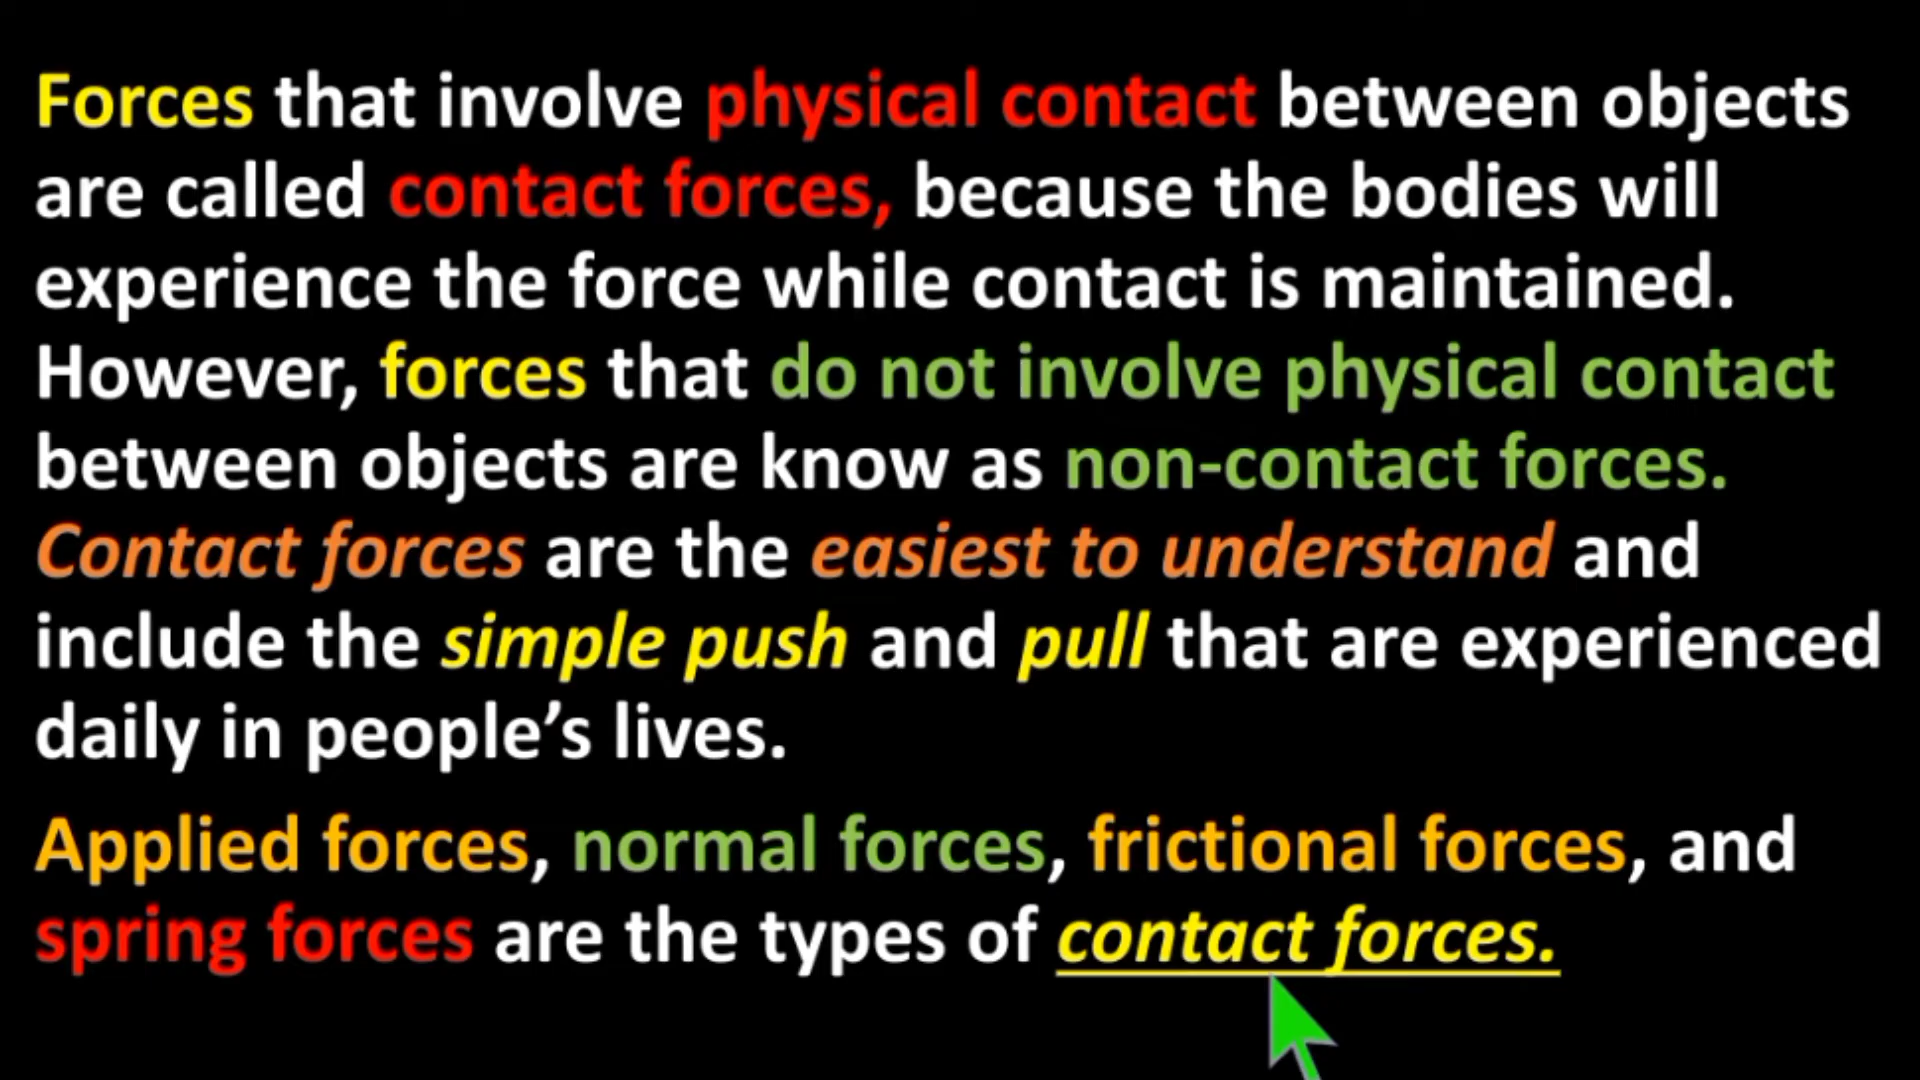 Forces that involve physical contact between objects
are called contact forces, because the bodies will
experience the force while contact is maintained.
However, forces that do not involve physical contact
between objects are know as non-contact forces.
Contact forces are the easiest to understand and
include the simple push and pull that are experienced
daily in people’s lives.
Applied forces, normal forces, frictional forces, and
spring forces are the types of contact forces.